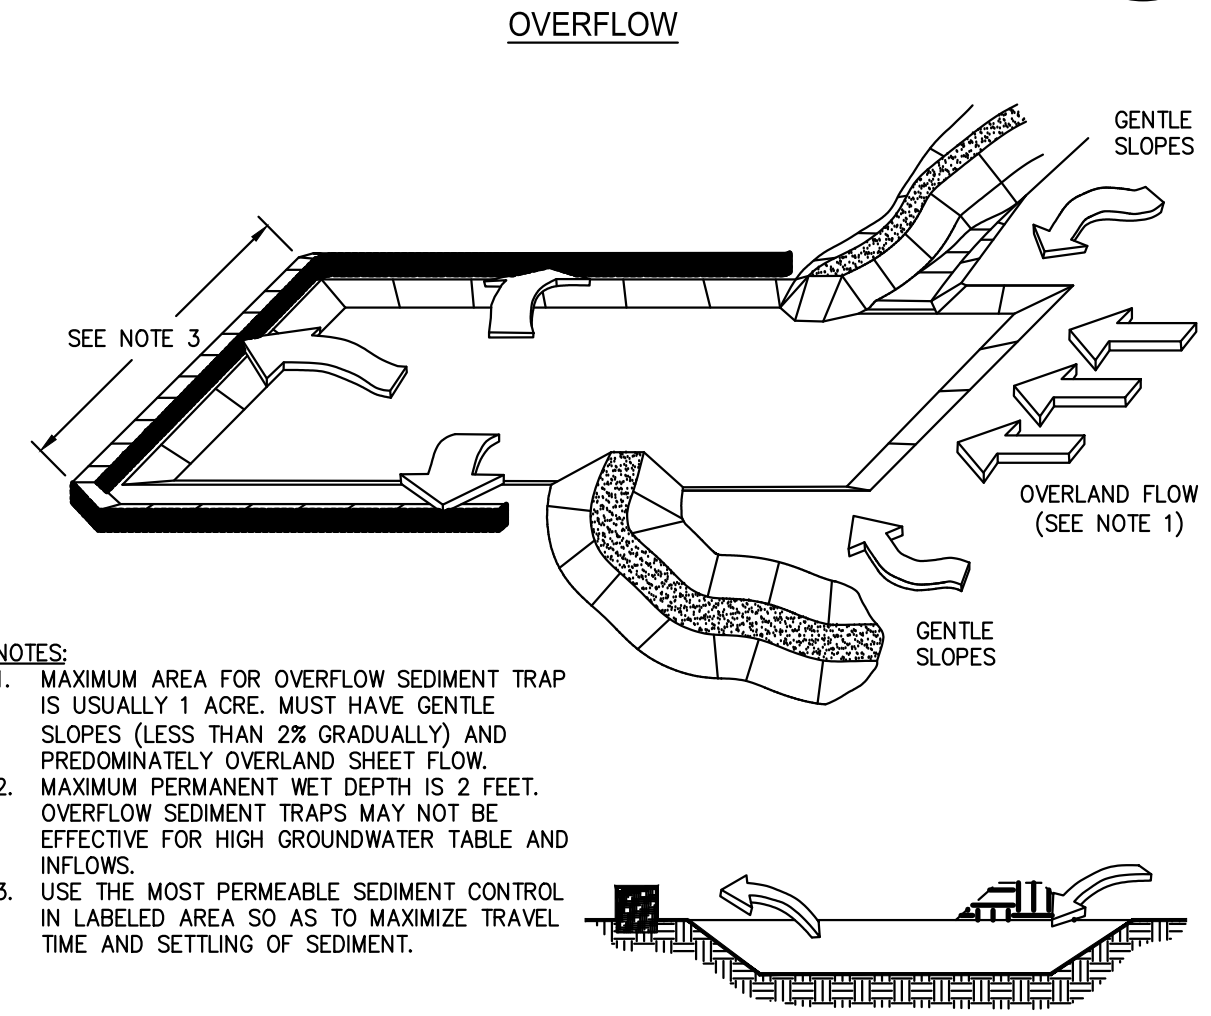 OVERFLOW
GENTLE
SLOPES
SEE NOTE 3
OVERLAND FLOW
(SEE NOTE 1)
GENTLE
SLOPES
NOTES:
1. MAXIMUM AREA FOR OVERFLOW SEDIMENT TRAP
IS USUALLY 1 ACRE. MUST HAVE GENTLE
SLOPES (LESS THAN 2% GRADUALLY) AND
PREDOMINATELY OVERLAND SHEET FLOW.
2. MAXIMUM PERMANENT WET DEPTH IS 2 FEET.
OVERFLOW SEDIMENT TRAPS MAY NOT BE
EFFECTIVE FOR HIGH GROUNDWATER TABLE AND
INFLOWS.
3. USE THE MOST PERMEABLE SEDIMENT CONTROL
IN LABELED AREA SO AS TO MAXIMIZE TRAVEL
TIME AND SETTLING OF SEDIMENT.